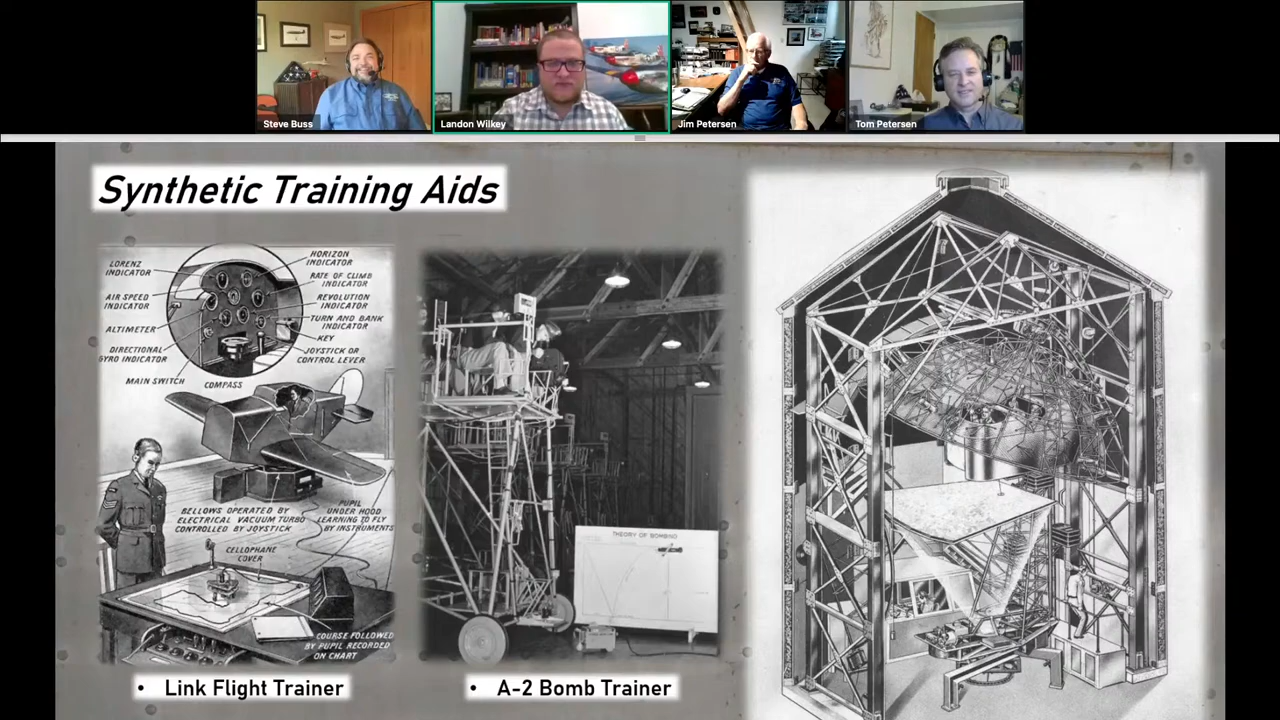 Steve Buss
Landon Wilkey
Jim Petersen
Tom Petersen
Synthetic Training Aids
LORENZ
INDICATOR
AIR SPEED
INDICATOR
ALTIMETER
DIRECTIONAL
GYRO INDICATOR
MAIN SWITCH
COMPASS
HORIZON
INDICATOR
RATE OF CLIMB
INDICATOR
REVOLUTION
INDICATOR
TURN AND BANK
INDICATOR
KEY
JOYSTICK OR
CONTROL LEVER
BELLOWS OPERATED BY
ELECTRICAL VACUUM TURBO
CONTROLLED BY JOYSTICK
PUPIL
UNDER HOOD
LEARNING TO FLY
BY INSTRUMENTS
CELLOPHANE
COVER
COURSE FOLLOWED
BY PUPIL RECORDED
ON CHART
THEORY OF BOMBING
• Link Flight Trainer
• A-2 Bomb Trainer